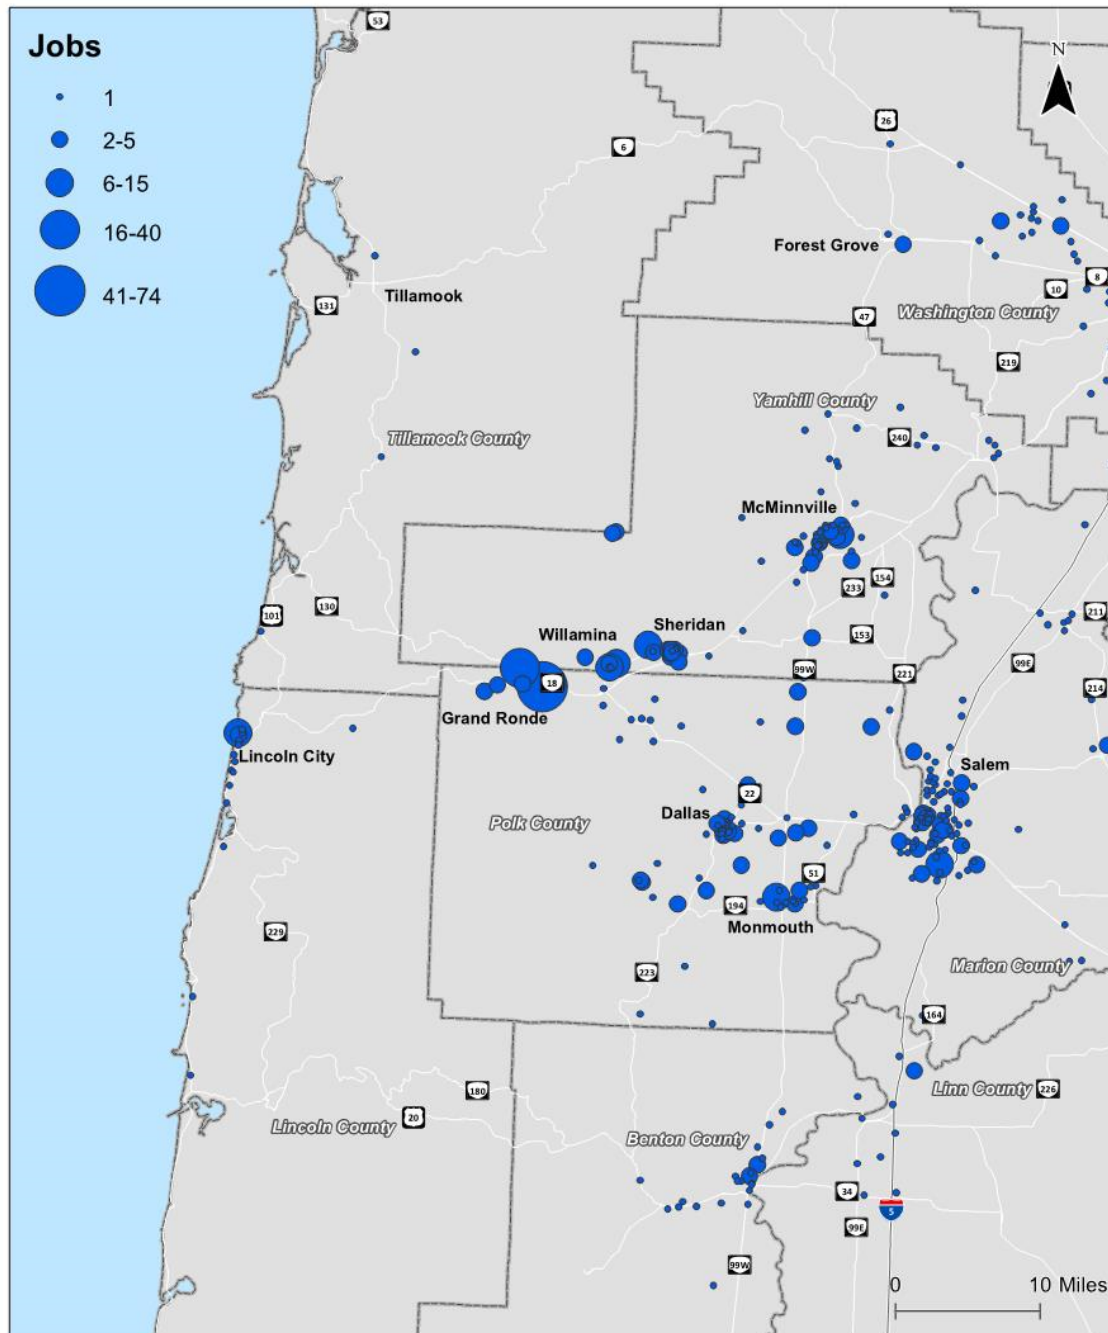 Jobs
1
2-5
6-15
16-40
41-74
53
N
26
6
Forest Grove
8
10
Tillamook
131
47
Washington County
219
Yamhill County
Tillamook County
240
McMinnville
154
233
130
101
211
Sheridan
Willamina
153
99E
99W
221
18
214
Grand Ronde
Lincoln City
Salem
22
Dallas
Polk County
51
194
Monmouth
229
223
Marion County
164
180
226
Linn County
20
Lincoln County
Benton County
34
5
99E
99W
0 10 Miles